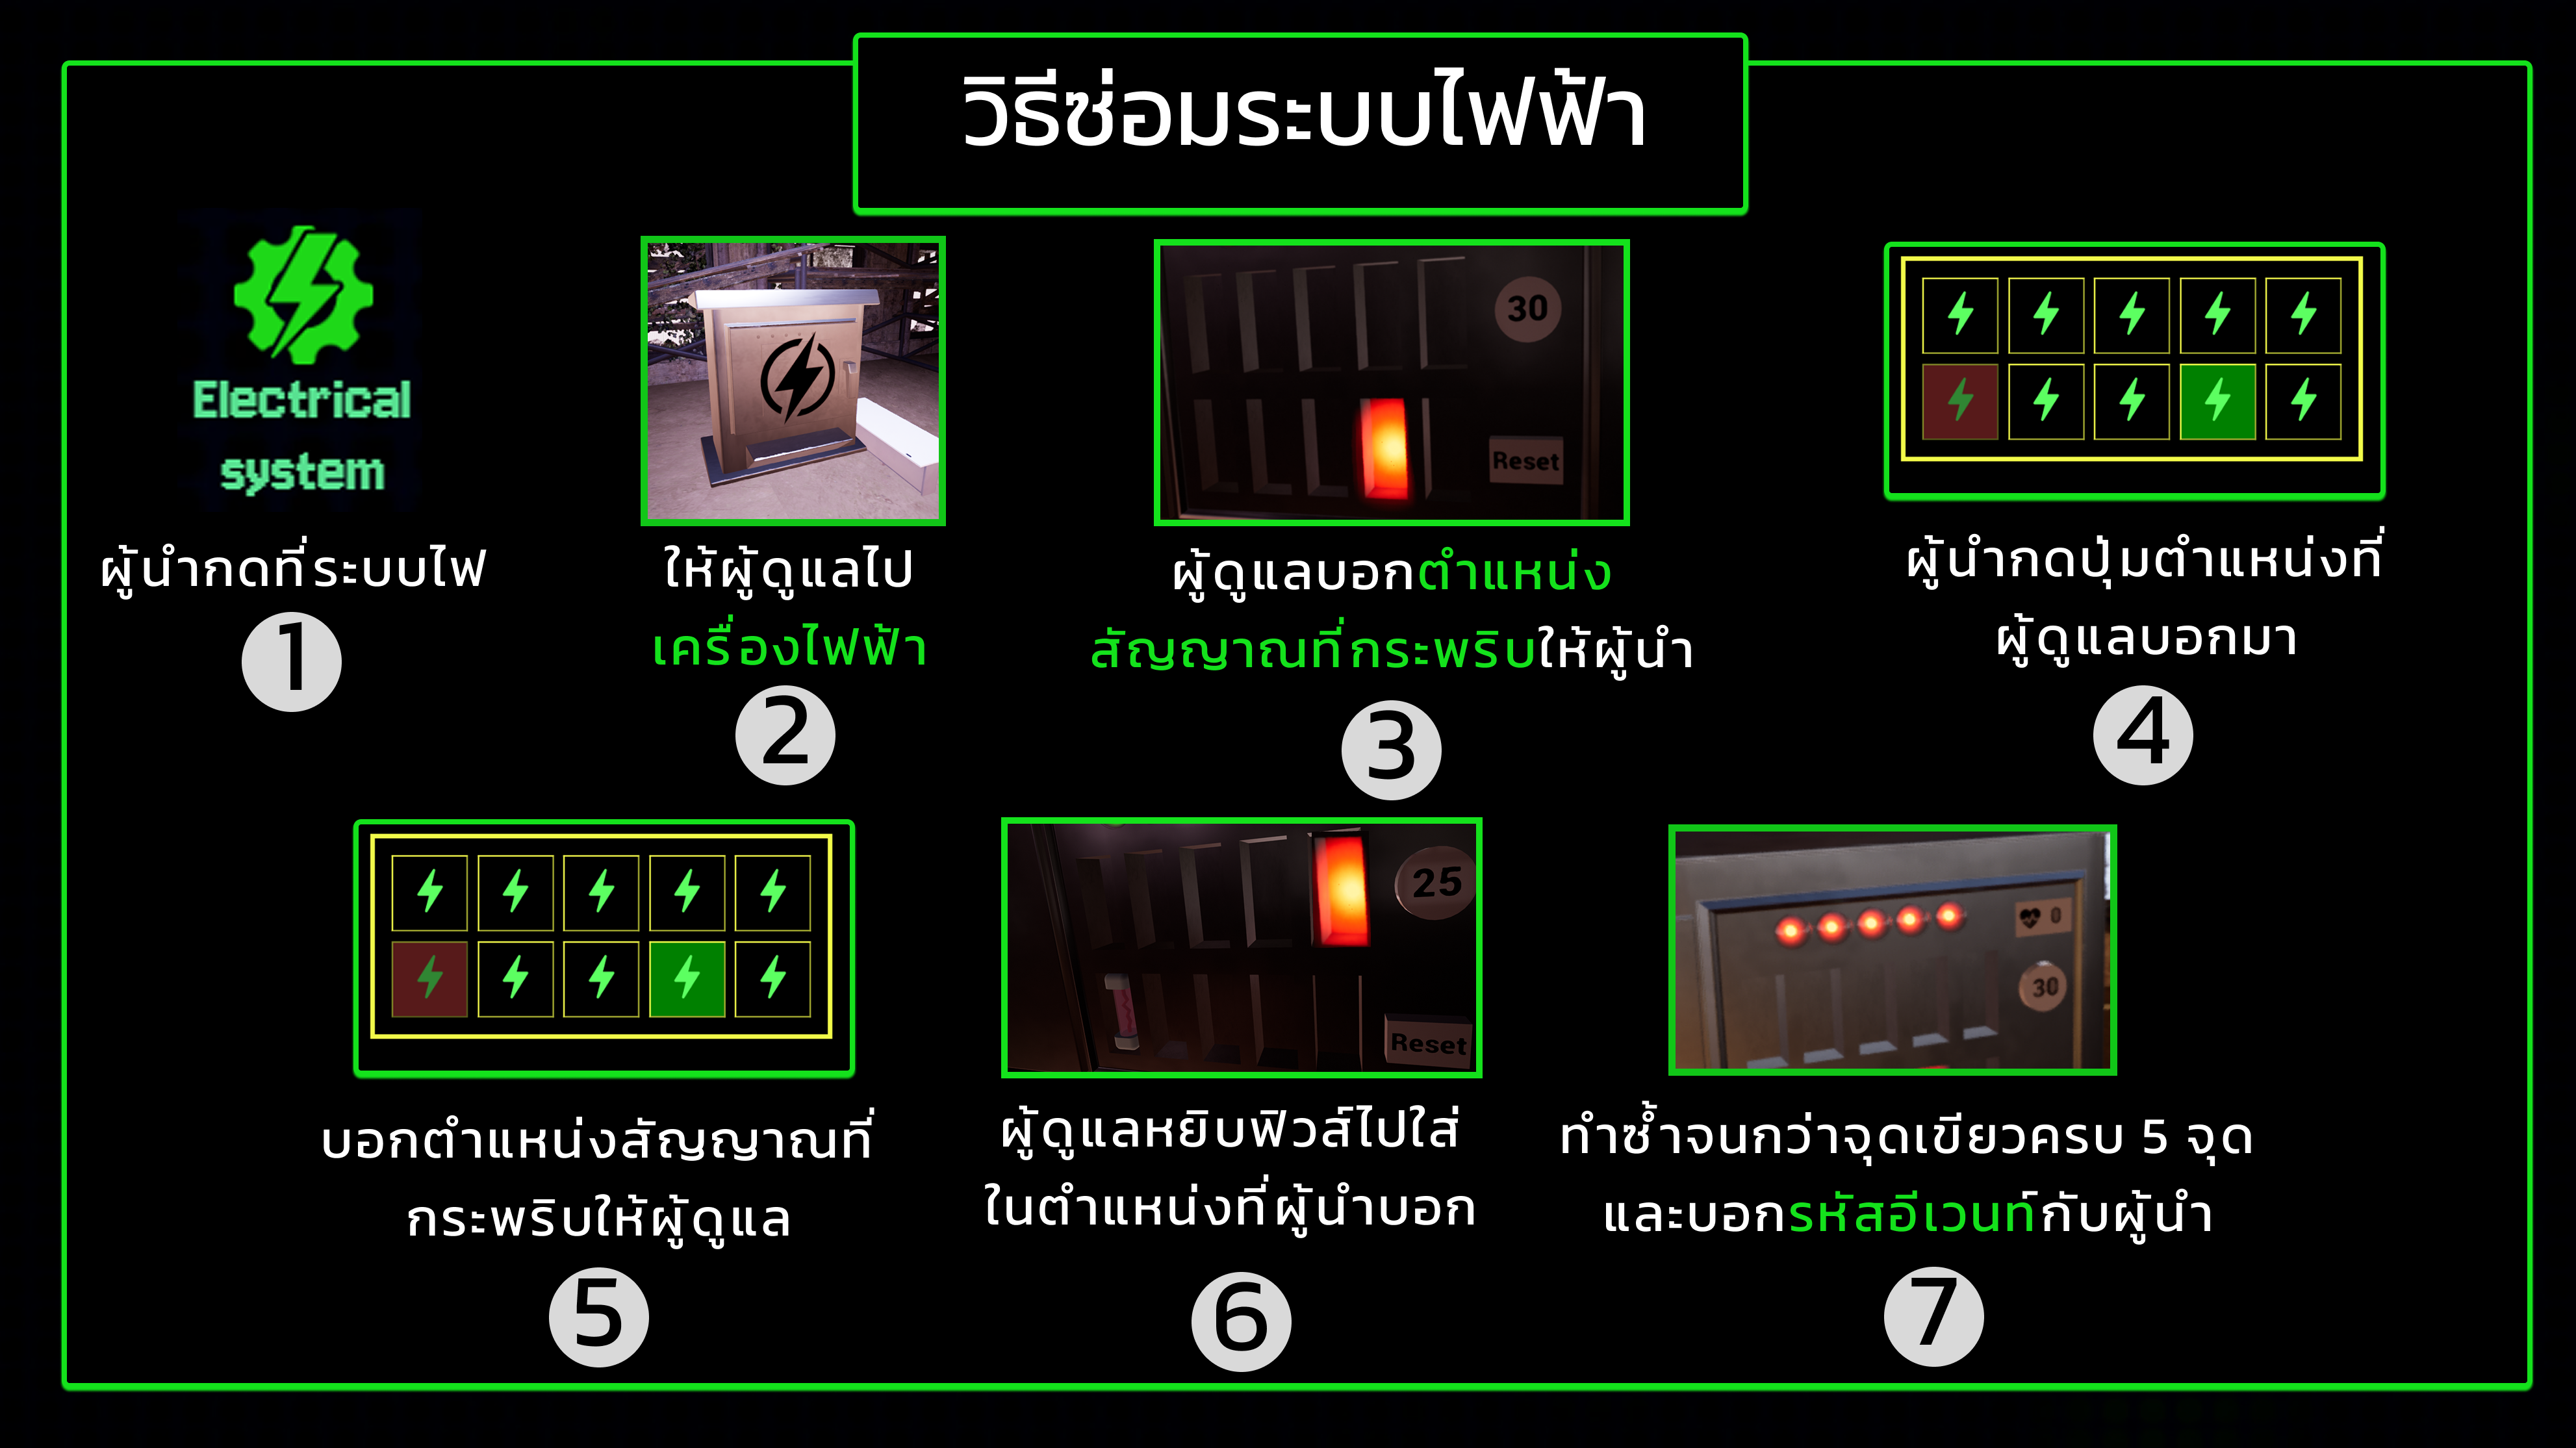 วิธีซ่อมระบบไฟฟ้า
Electrical
system
ผู้นำกดที่ระบบไฟ
1
ให้ผู้ดูแลไป
เครื่องไฟฟ้า
2
30
Reset
ผู้ดูแลบอกตำแหน่ง
สัญญาณที่กระพริบให้ผู้นำ
3
ผู้นำกดปุ่มตำแหน่งที่
ผู้ดูแลบอกมา
4
บอกตำแหน่งสัญญาณที่
กระพริบให้ผู้ดูแล
5
25
Reset
ผู้ดูแลหยิบฟิวส์ไปใส่
ในตำแหน่งที่ผู้นำบอก
6
0
30
ทำซ้ำจนกว่าจุดเขียวครบ 5 จุด
และบอกรหัสอีเวนท์กับผู้นำ
7